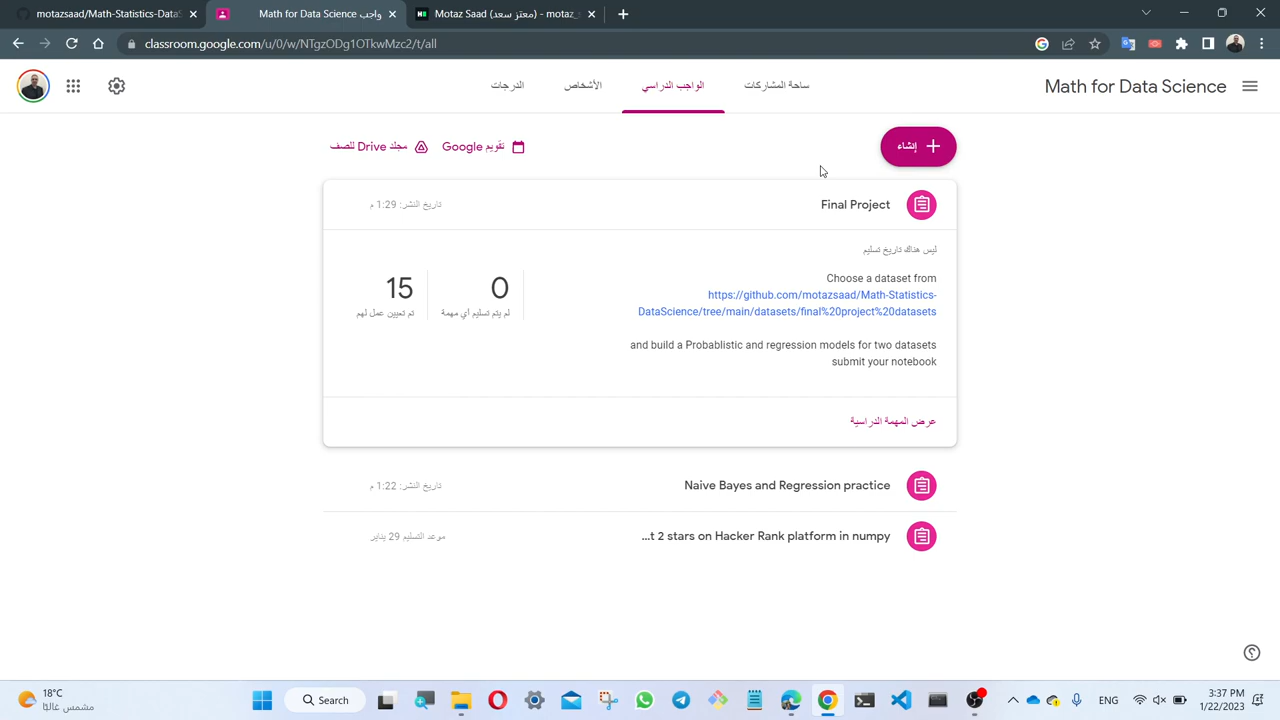 motazsaad/Math-Statistics-Dat
Math for Data Science واجب
Motaz Saad (معتز سعد) - motaz_s
classroom.google.com/u/0/w/NTgzODg1OTkwMzc2/t/all
Math for Data Science
ساحة المشاركات
الواجب الدراسي
الأشخاص
الدرجات
إنشاء
تقويم Google
مجلد Drive للصف
Final Project
تاريخ النشر: 1:29 م
ليس هناك تاريخ تسليم
Choose a dataset from
https://github.com/motazsaad/Math-Statistics-
DataScience/tree/main/datasets/final%20project%20datasets
and build a Probablistic and regression models for two datasets
submit your notebook
0
لم يتم تسليم أي مهمة
15
تم تعيين عمل لهم
عرض المهمة الدراسية
Naive Bayes and Regression practice
تاريخ النشر: 1:22 م
...t 2 stars on Hacker Rank platform in numpy
موعد التسليم 29 يناير
18°C
مشمس غالبًا
Search
ENG
3:37 PM
1/22/2023